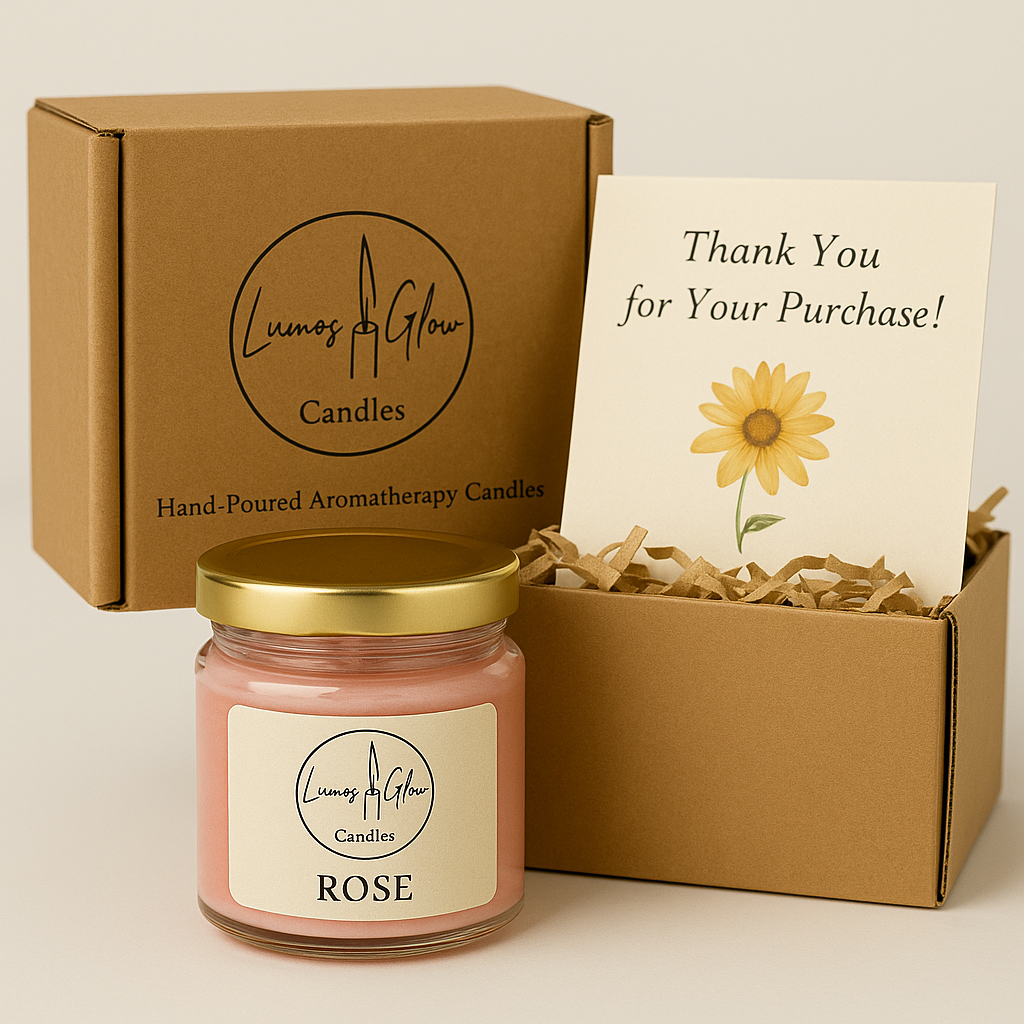 Lumos Glow
Candles
Hand-Poured Aromatherapy Candles
Thank You
for Your Purchase!
Lumos Glow
Candles
ROSE